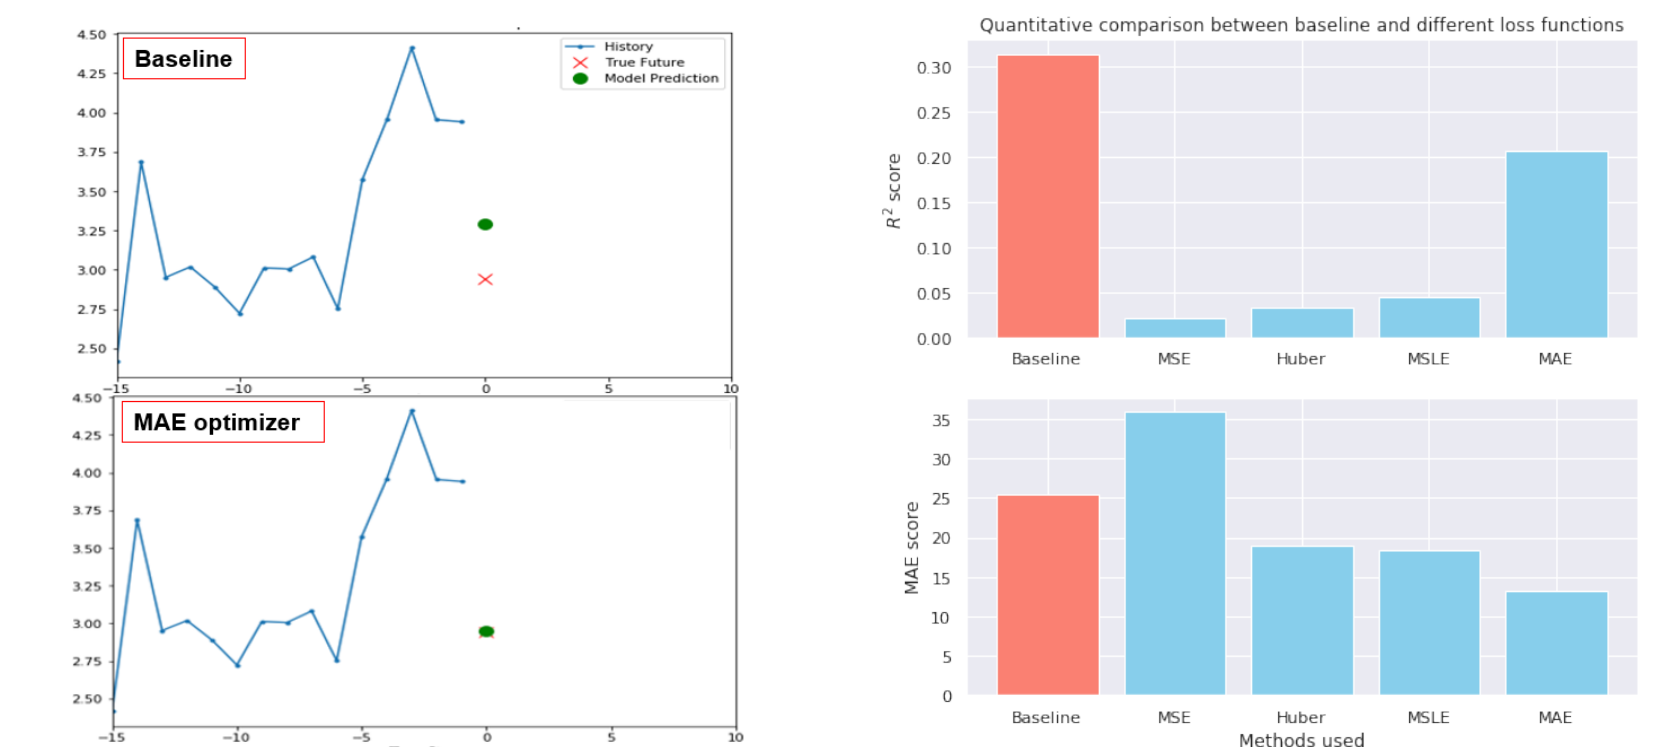 Baseline
History
True Future
Model Prediction
4.50
4.25
4.00
3.75
3.50
3.25
3.00
2.75
2.50
−15 −10 −5 0 5 10
MAE optimizer
4.50
4.25
4.00
3.75
3.50
3.25
3.00
2.75
2.50
−15 −10 −5 0 5 10
Quantitative comparison between baseline and different loss functions
R² score
0.30
0.25
0.20
0.15
0.10
0.05
0.00
Baseline MSE Huber MSLE MAE
MAE score
35
30
25
20
15
10
5
0
Baseline MSE Huber MSLE MAE
Methods used